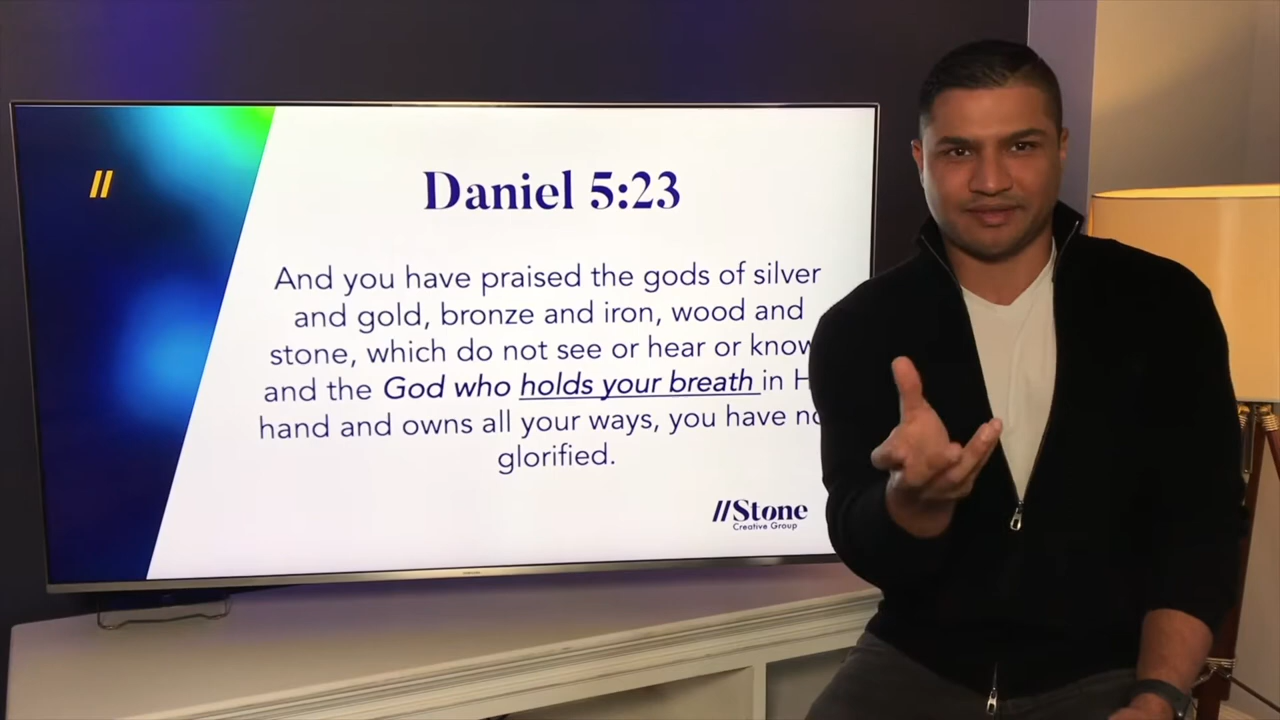 //
Daniel 5:23
And you have praised the gods of silver
and gold, bronze and iron, wood and
stone, which do not see or hear or know
and the God who holds your breath in
hand and owns all your ways, you have
glorified.
//Stone
Creative Group